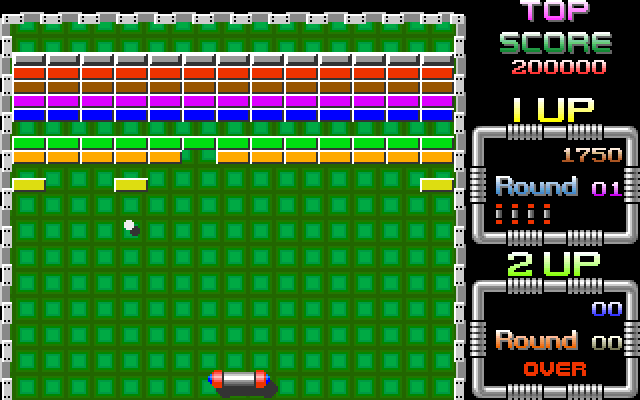 TOP
SCORE
200000
1 UP
1750
Round 01
2 UP
00
Round 00
OVER